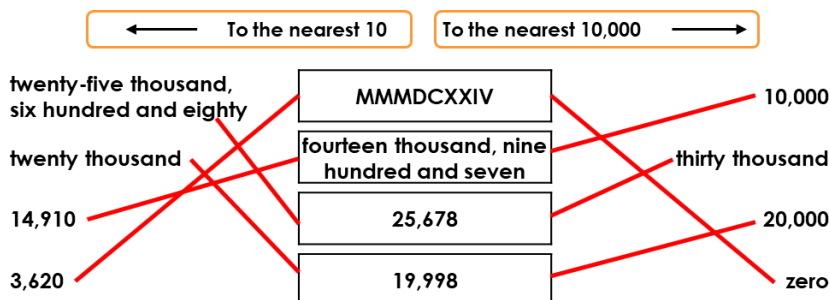 To the nearest 10
To the nearest 10,000
twenty-five thousand,
six hundred and eighty
MMMDCXXIV
10,000
twenty thousand
fourteen thousand, nine
hundred and seven
thirty thousand
14,910
25,678
20,000
3,620
19,998
zero